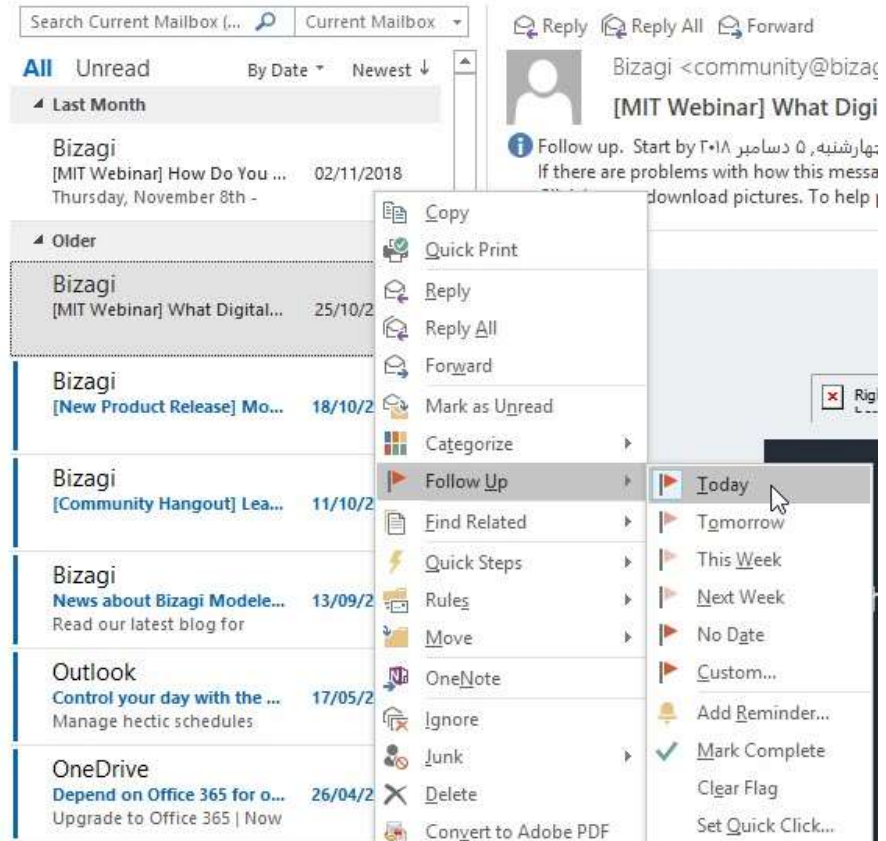 Search Current Mailbox (... Current Mailbox
All Unread By Date Newest ↓
Last Month
Bizagi
[MIT Webinar] How Do You ... 02/11/2018
Thursday, November 8th -
Older
Bizagi
[MIT Webinar] What Digital... 25/10/2
Bizagi
[New Product Release] Mo... 18/10/2
Bizagi
[Community Hangout] Lea... 11/10/2
Bizagi
News about Bizagi Modele... 13/09/2
Read our latest blog for
Outlook
Control your day with the ... 17/05/2
Manage hectic schedules
OneDrive
Depend on Office 365 for o... 26/04/2
Upgrade to Office 365 | Now
Reply Reply All Forward
Bizagi <community@bizag
[MIT Webinar] What Digi
Follow up. Start by چهارشنبه, ۵ دسامبر ۲۰۱۸
If there are problems with how this messa
download pictures. To help p
Rig
Copy
Quick Print
Reply
Reply All
Forward
Mark as Unread
Categorize
Follow Up
Find Related
Quick Steps
Rules
Move
OneNote
Ignore
Junk
Delete
Convert to Adobe PDF
Today
Tomorrow
This Week
Next Week
No Date
Custom...
Add Reminder...
Mark Complete
Clear Flag
Set Quick Click...